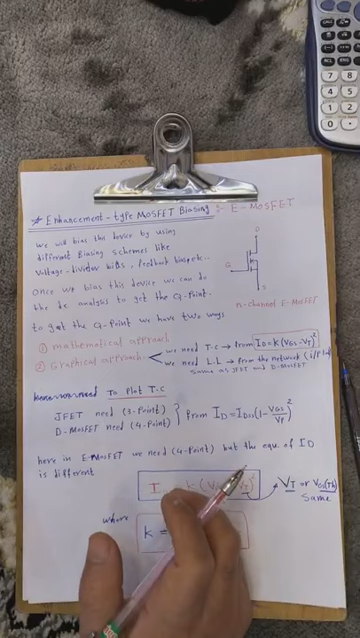 * Enhancement-type MOSFET Biasing :- E-MOSFET
we will bias this device by using
different Biasing schemes like
Voltage-divider bias, feedback bias,etc..
Once we bias this device we can do
the dc analysis to get the Q-Point.
D
G
S
n-channel E-MOSFET
to get the Q-Point we have two ways
① mathematical approach
② Graphical approach
we need T.C → from ID=K(VGS-VT)²
we need L.L → from the network
same as JFET and D-MOSFET
To Plot T.C
JFET need (3-Point)
D-MOSFET need (4-Point)
from ID=IDSS(1-VGS/VP)²
here in E-MOSFET we need (4-Point) but the equ. of ID
is different
I k(VGS-VT)²
VT or VGS(Th)
same
where
k =